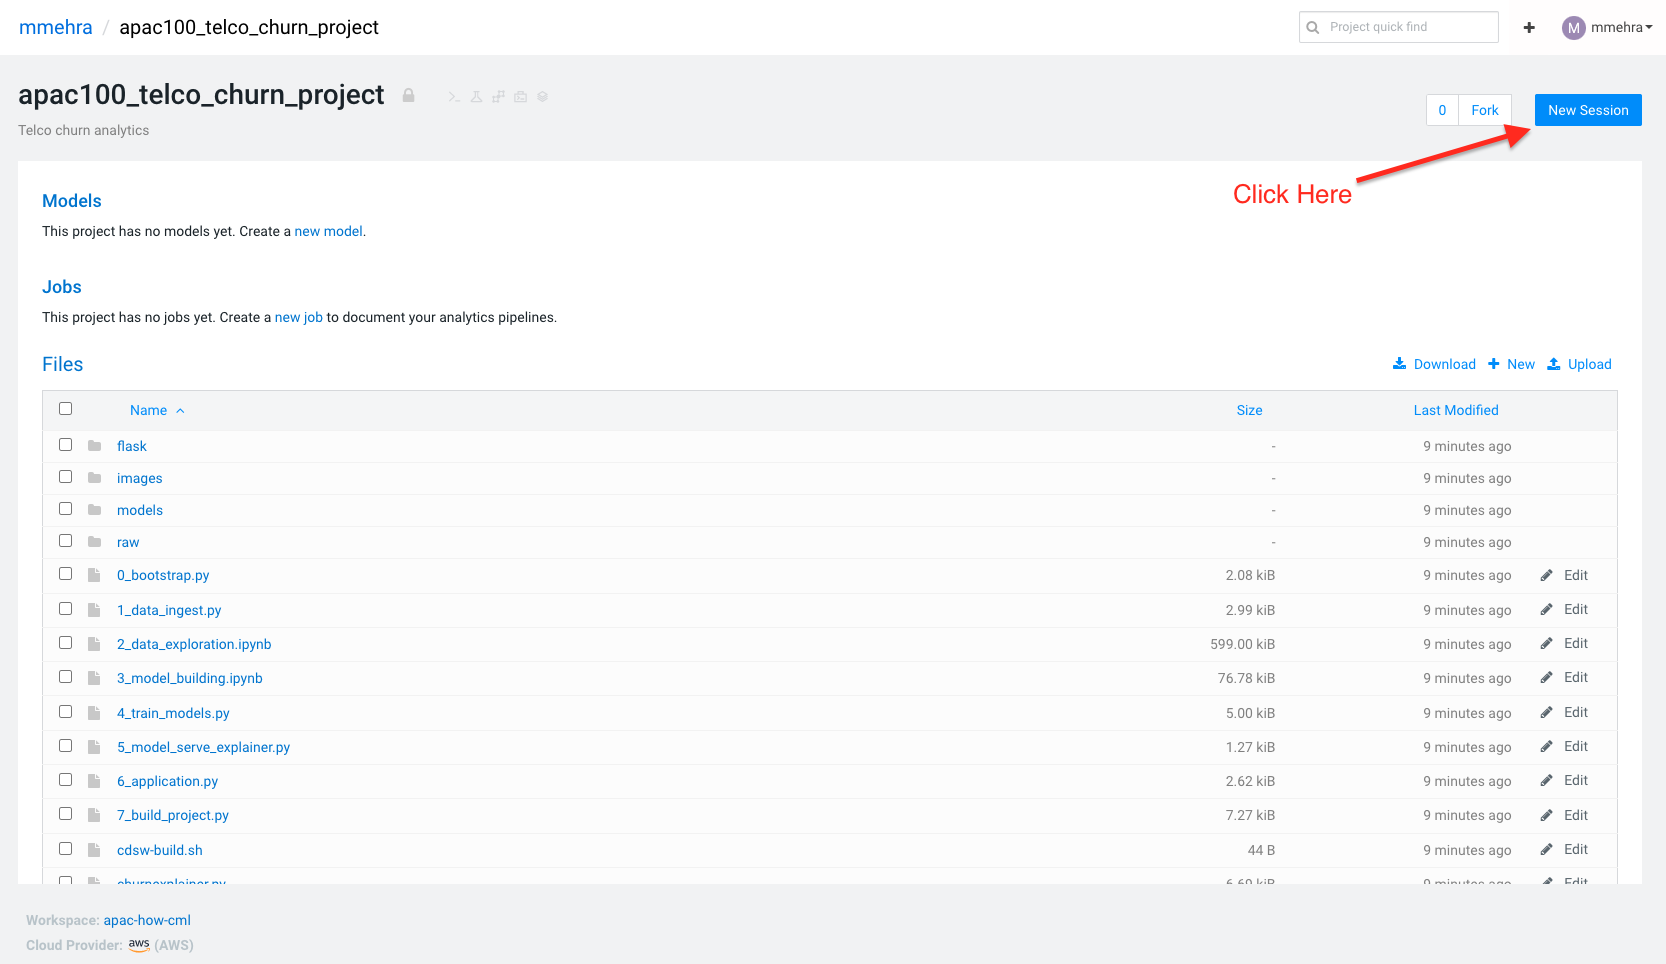 mmehra / apac100_telco_churn_project
Project quick find
M mmehra
apac100_telco_churn_project
Telco churn analytics
0 Fork New Session
Click Here
Models
This project has no models yet. Create a new model.
Jobs
This project has no jobs yet. Create a new job to document your analytics pipelines.
Files
Download New Upload
Name Size Last Modified
flask - 9 minutes ago
images - 9 minutes ago
models - 9 minutes ago
raw - 9 minutes ago
0_bootstrap.py 2.08 kiB 9 minutes ago Edit
1_data_ingest.py 2.99 kiB 9 minutes ago Edit
2_data_exploration.ipynb 599.00 kiB 9 minutes ago Edit
3_model_building.ipynb 76.78 kiB 9 minutes ago Edit
4_train_models.py 5.00 kiB 9 minutes ago Edit
5_model_serve_explainer.py 1.27 kiB 9 minutes ago Edit
6_application.py 2.62 kiB 9 minutes ago Edit
7_build_project.py 7.27 kiB 9 minutes ago Edit
cdsw-build.sh 44 B 9 minutes ago Edit
churnexplainer.py 9 minutes ago Edit
Workspace: apac-how-cml
Cloud Provider: aws (AWS)